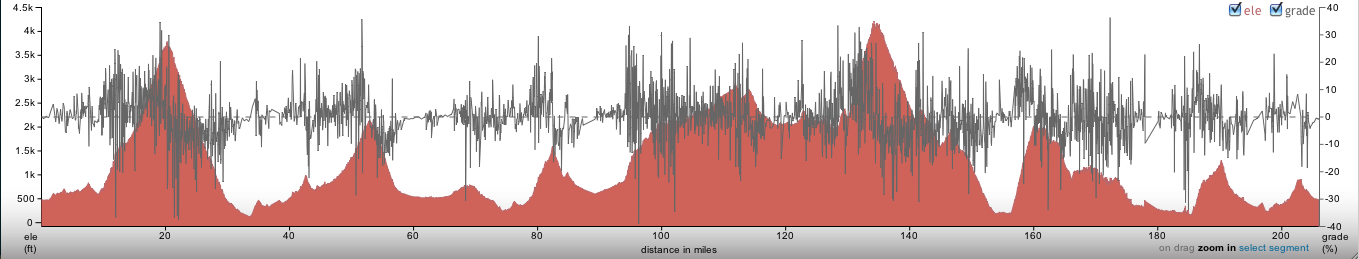 4.5k
4k
3.5k
3k
2.5k
2k
1.5k
1k
500
0
ele
(ft)
20
40
60
80
100
120
140
160
180
200
distance in miles
ele grade
40
30
20
10
0
-10
-20
-30
-40
grade
(%)
on drag zoom in select segment